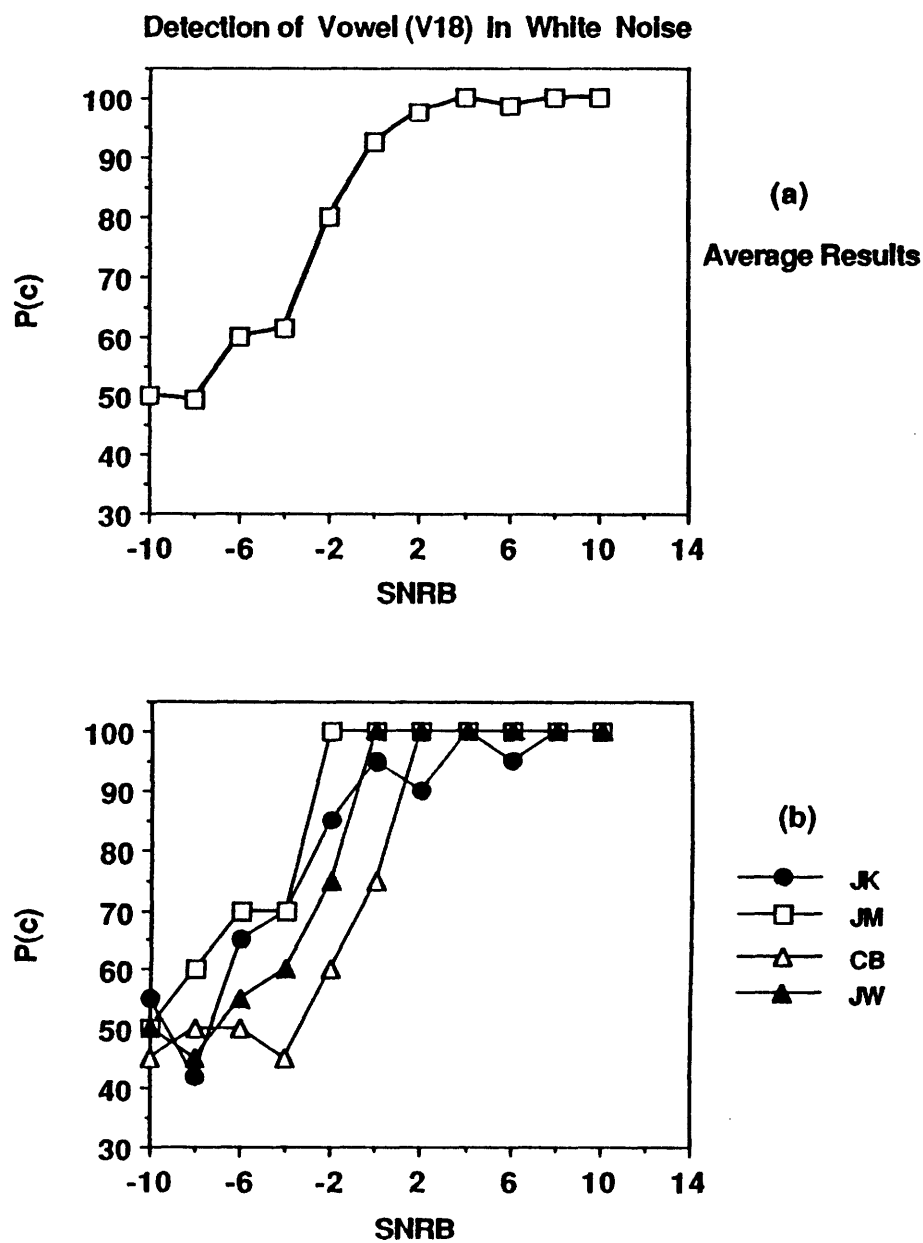 Detection of Vowel (V18) in White Noise
100
90
80
70
60
50
40
30
P(c)
-10 -6 -2 2 6 10 14
SNRB
(a)
Average Results
100
90
80
70
60
50
40
30
P(c)
-10 -6 -2 2 6 10 14
SNRB
(b)
JK
JM
CB
JW